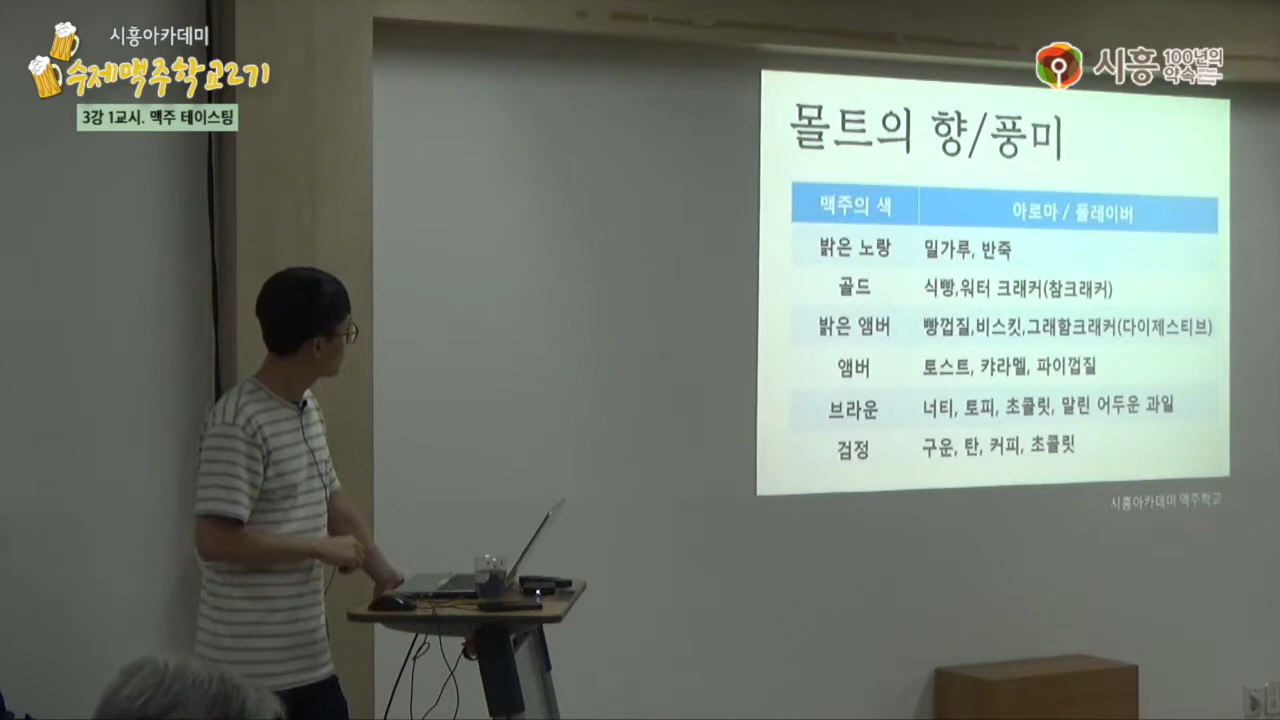 시흥아카데미
수제맥주학교2기
3강 1교시. 맥주 테이스팅
시흥 100년의 약속
몰트의 향/풍미
맥주의 색 아로마 / 플레이버
밝은 노랑 밀가루, 반죽
골드 식빵,워터 크래커(참크래커)
밝은 앰버 빵껍질,비스킷,그래함크래커(다이제스티브)
앰버 토스트, 캬라멜, 파이껍질
브라운 너티, 토피, 초콜릿, 말린 어두운 과일
검정 구운, 탄, 커피, 초콜릿
시흥아카데미 맥주학교